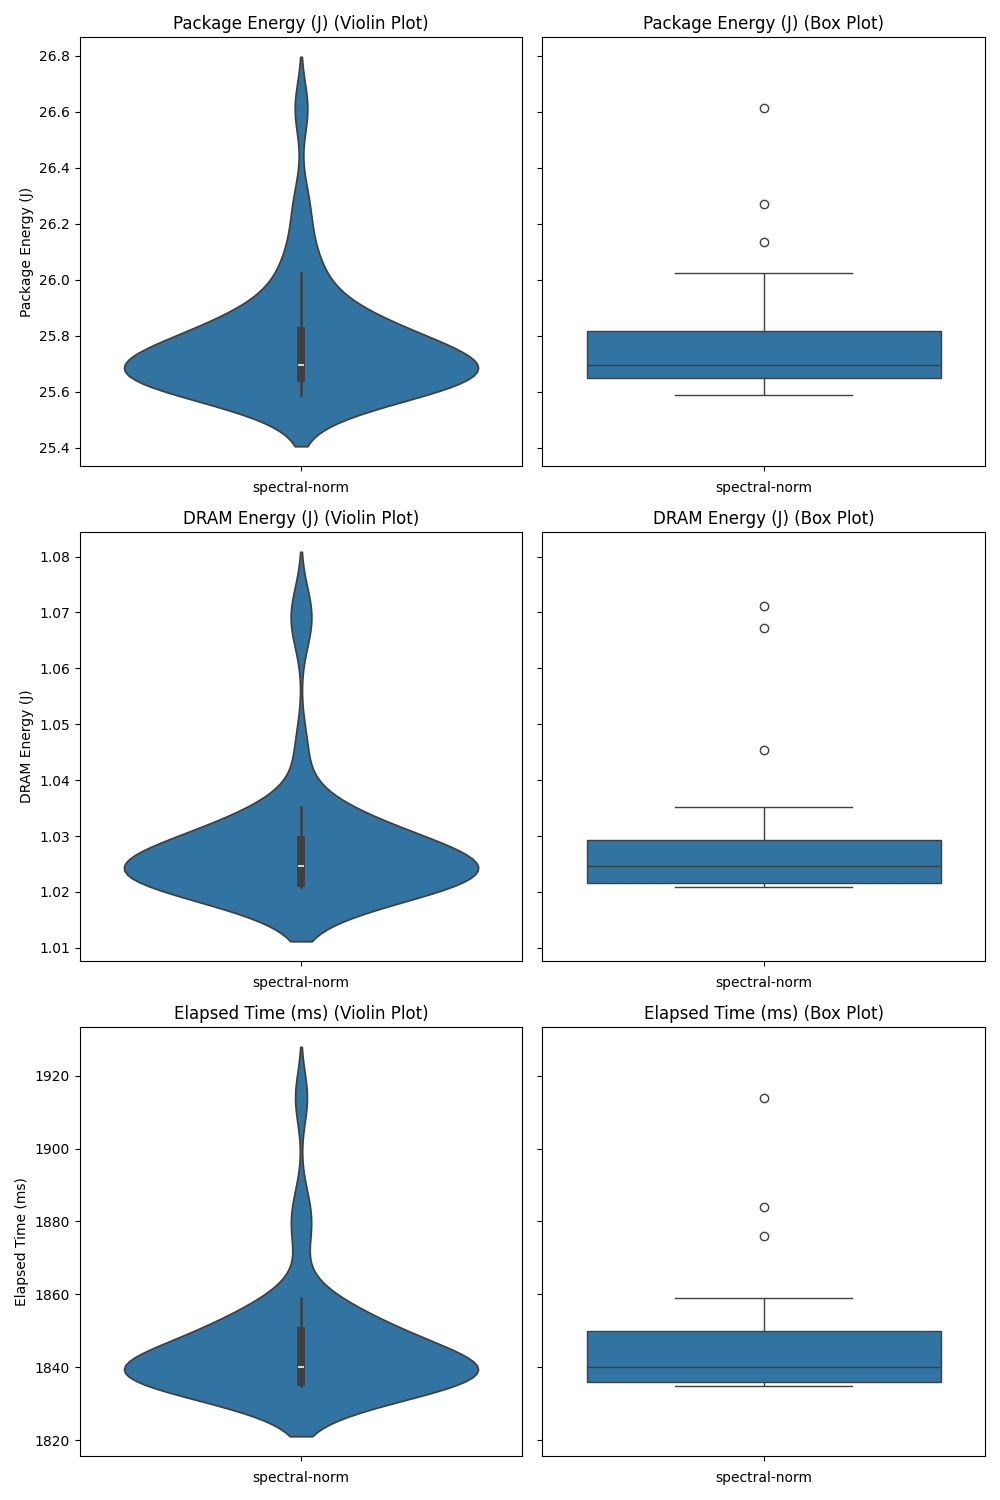 Package Energy (J) (Violin Plot)
Package Energy (J) (Box Plot)
26.8
26.6
26.4
26.2
26.0
25.8
25.6
25.4
Package Energy (J)
spectral-norm
spectral-norm
DRAM Energy (J) (Violin Plot)
DRAM Energy (J) (Box Plot)
1.08
1.07
1.06
1.05
1.04
1.03
1.02
1.01
DRAM Energy (J)
spectral-norm
spectral-norm
Elapsed Time (ms) (Violin Plot)
Elapsed Time (ms) (Box Plot)
1920
1900
1880
1860
1840
1820
Elapsed Time (ms)
spectral-norm
spectral-norm